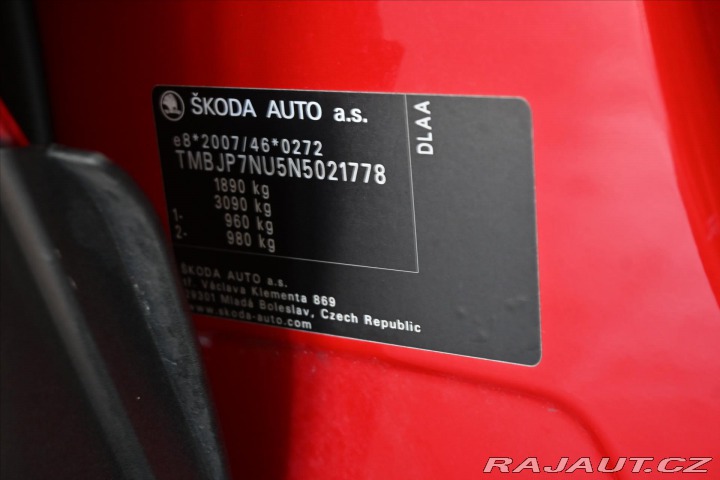 ŠKODA AUTO a.s.
DLAA
e8*2007/46*0272
TMBJP7NU5N5021778
1890 kg
3090 kg
1- 960 kg
2- 980 kg
ŠKODA AUTO a.s.
tř. Václava Klementa 869
29301 Mladá Boleslav, Czech Republic
www.skoda-auto.com
RAJAUT.CZ